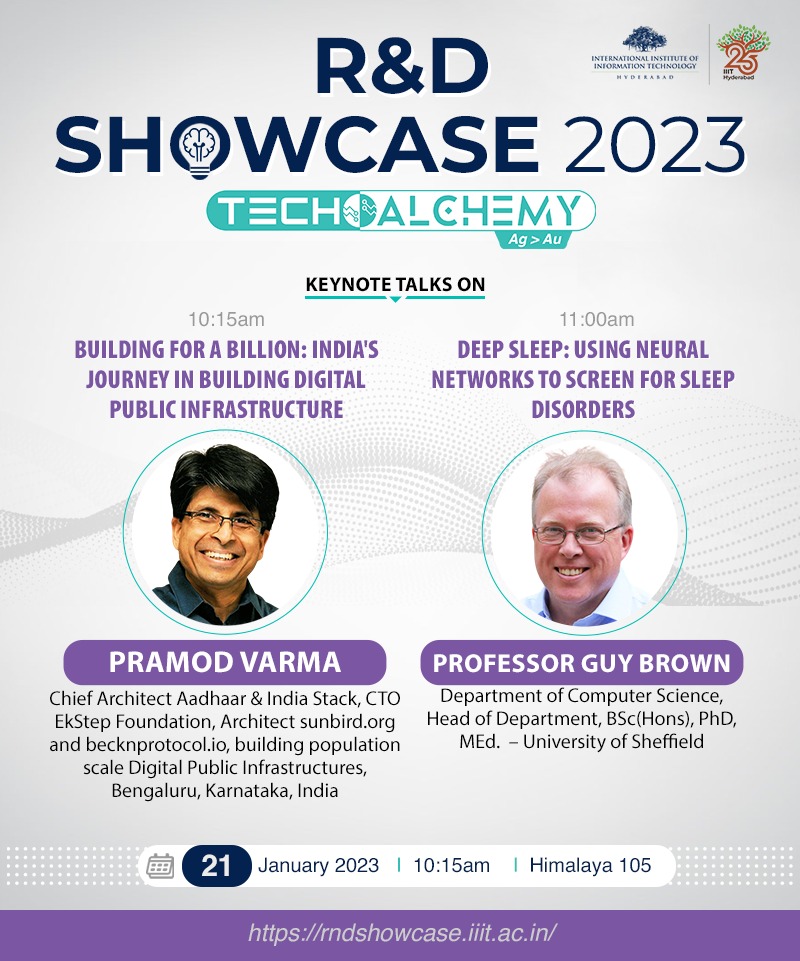 R&D
SHOWCASE 2023
INTERNATIONAL INSTITUTE OF
INFORMATION TECHNOLOGY
HYDERABAD
25
IIIT
Hyderabad
TECH ALCHEMY
Ag > Au
KEYNOTE TALKS ON
10:15am
BUILDING FOR A BILLION: INDIA'S
JOURNEY IN BUILDING DIGITAL
PUBLIC INFRASTRUCTURE
PRAMOD VARMA
Chief Architect Aadhaar & India Stack, CTO
EkStep Foundation, Architect sunbird.org
and becknprotocol.io, building population
scale Digital Public Infrastructures,
Bengaluru, Karnataka, India
11:00am
DEEP SLEEP: USING NEURAL
NETWORKS TO SCREEN FOR SLEEP
DISORDERS
PROFESSOR GUY BROWN
Department of Computer Science,
Head of Department, BSc(Hons), PhD,
MEd. – University of Sheffield
21 January 2023 | 10:15am | Himalaya 105
https://rndshowcase.iiit.ac.in/